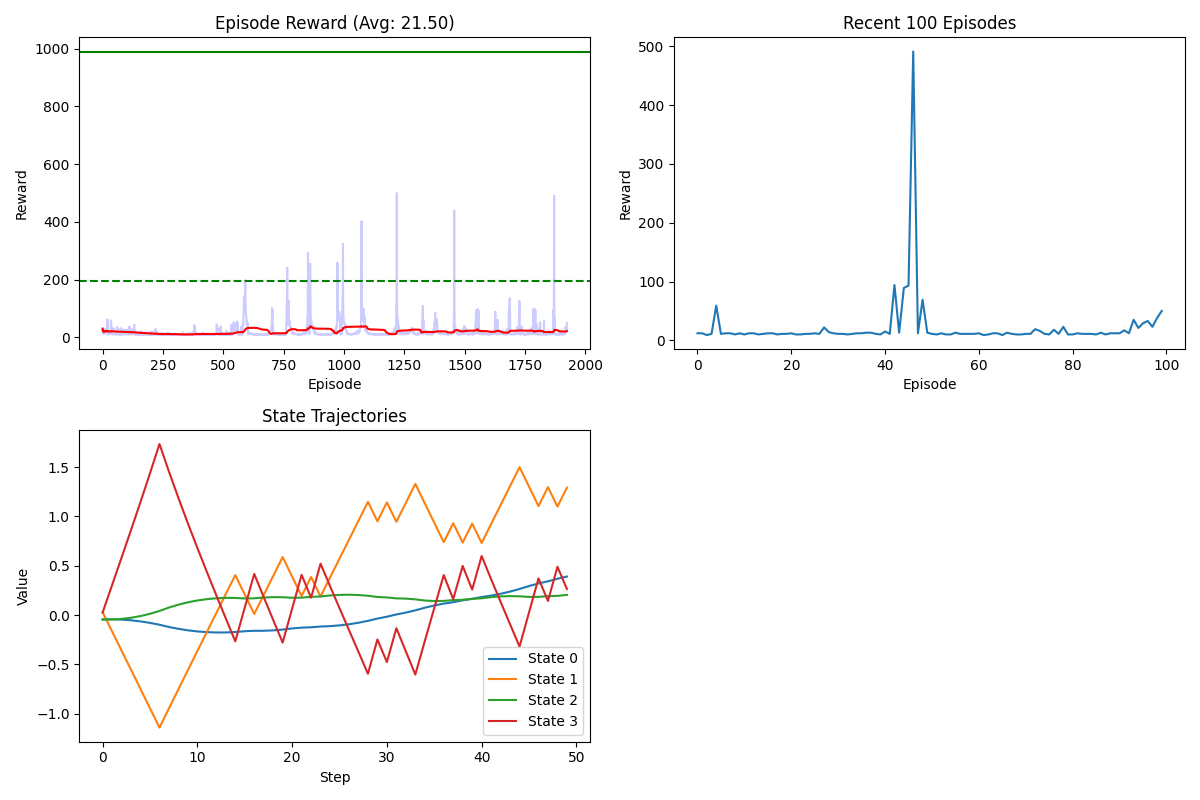 Episode Reward (Avg: 21.50)
Reward
1000
800
600
400
200
0
0 250 500 750 1000 1250 1500 1750 2000
Episode
Recent 100 Episodes
Reward
500
400
300
200
100
0
0 20 40 60 80 100
Episode
State Trajectories
Value
1.5
1.0
0.5
0.0
−0.5
−1.0
State 0
State 1
State 2
State 3
0 10 20 30 40 50
Step